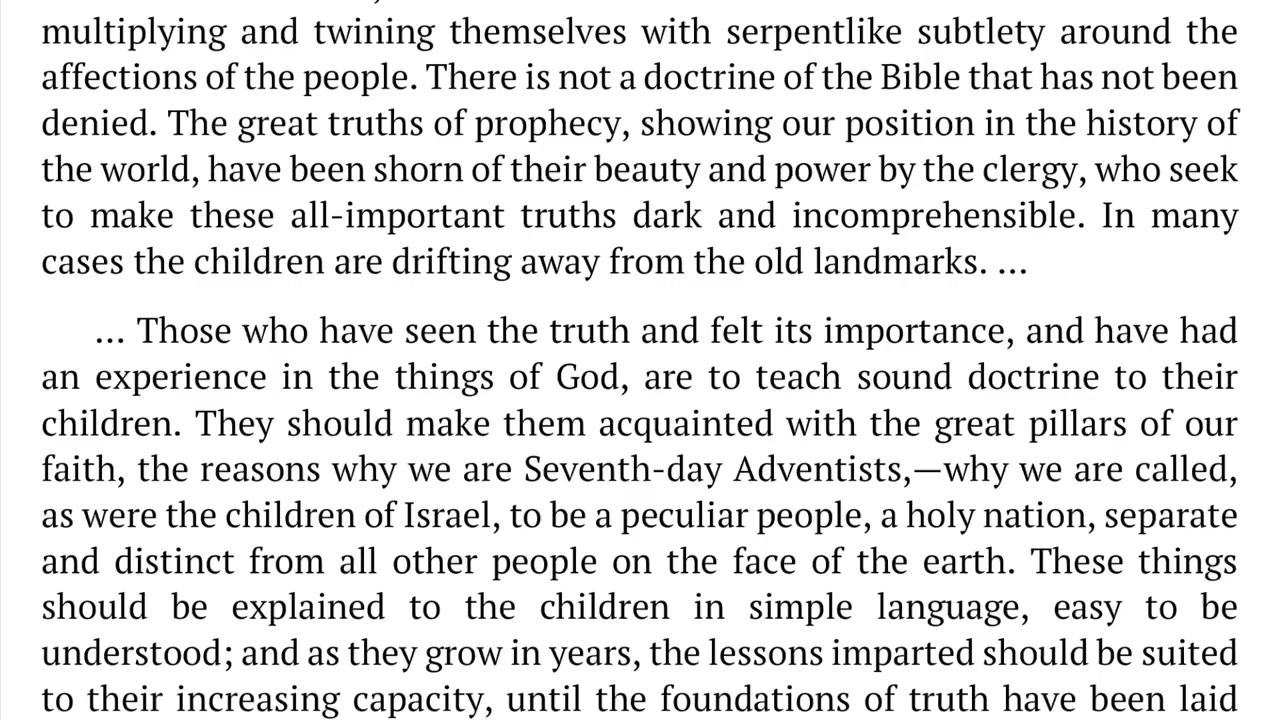 multiplying and twining themselves with serpentlike subtlety around the
affections of the people. There is not a doctrine of the Bible that has not been
denied. The great truths of prophecy, showing our position in the history of
the world, have been shorn of their beauty and power by the clergy, who seek
to make these all-important truths dark and incomprehensible. In many
cases the children are drifting away from the old landmarks. ...
... Those who have seen the truth and felt its importance, and have had
an experience in the things of God, are to teach sound doctrine to their
children. They should make them acquainted with the great pillars of our
faith, the reasons why we are Seventh-day Adventists,—why we are called,
as were the children of Israel, to be a peculiar people, a holy nation, separate
and distinct from all other people on the face of the earth. These things
should be explained to the children in simple language, easy to be
understood; and as they grow in years, the lessons imparted should be suited
to their increasing capacity, until the foundations of truth have been laid